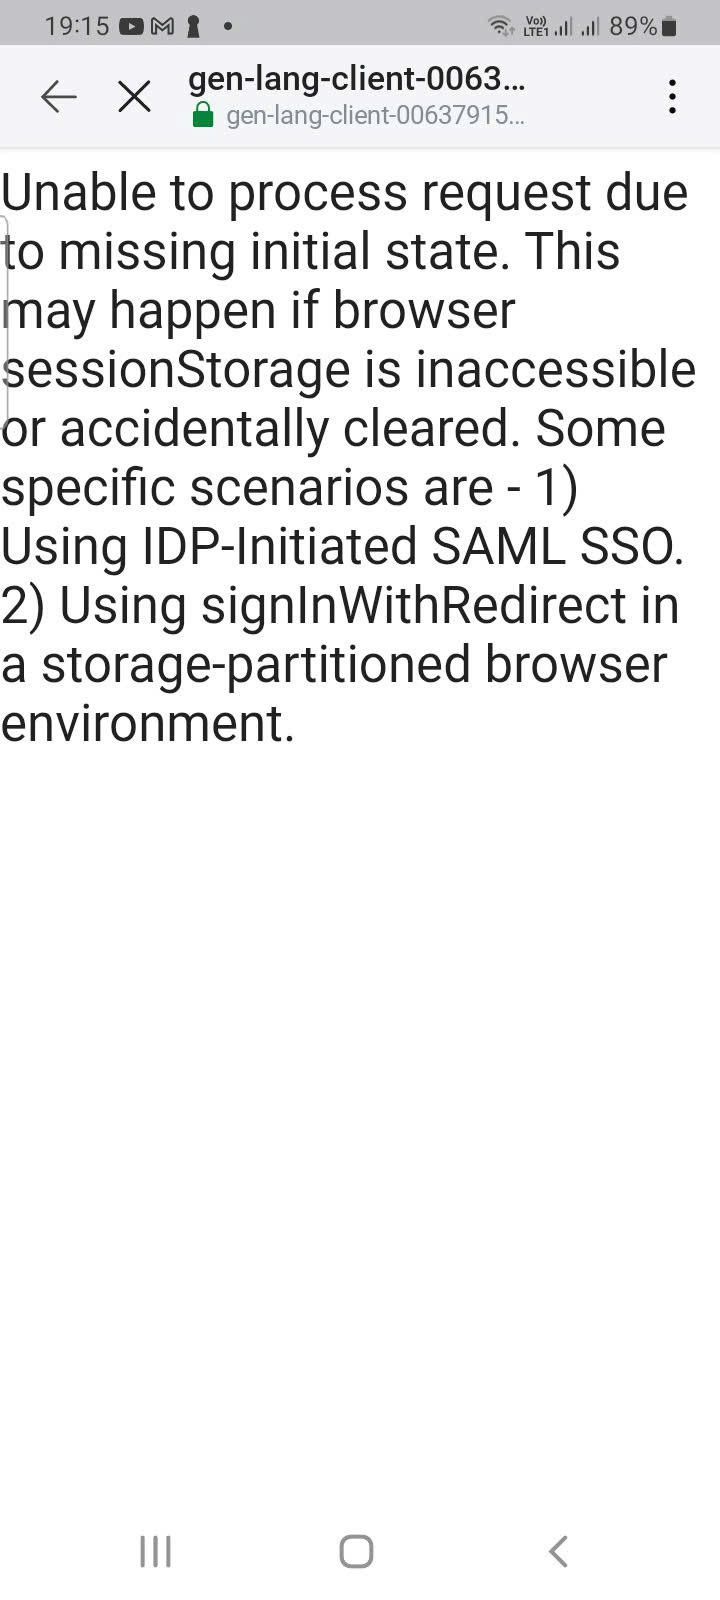 19:15
Vo)) LTE1 89%
gen-lang-client-0063...
gen-lang-client-00637915...
Unable to process request due
to missing initial state. This
may happen if browser
sessionStorage is inaccessible
or accidentally cleared. Some
specific scenarios are - 1)
Using IDP-Initiated SAML SSO.
2) Using signInWithRedirect in
a storage-partitioned browser
environment.